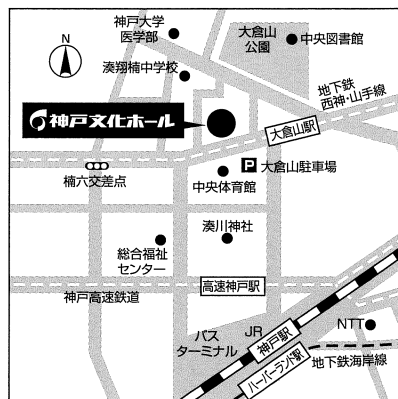 N
神戸大学
医学部
大倉山
公園
中央図書館
湊翔楠中学校
地下鉄
西神・山手線
神戸文化ホール
大倉山駅
P 大倉山駐車場
楠六交差点
中央体育館
湊川神社
総合福祉
センター
高速神戸駅
神戸高速鉄道
バス
ターミナル
JR
神戸駅
NTT
ハーバーランド駅
地下鉄海岸線